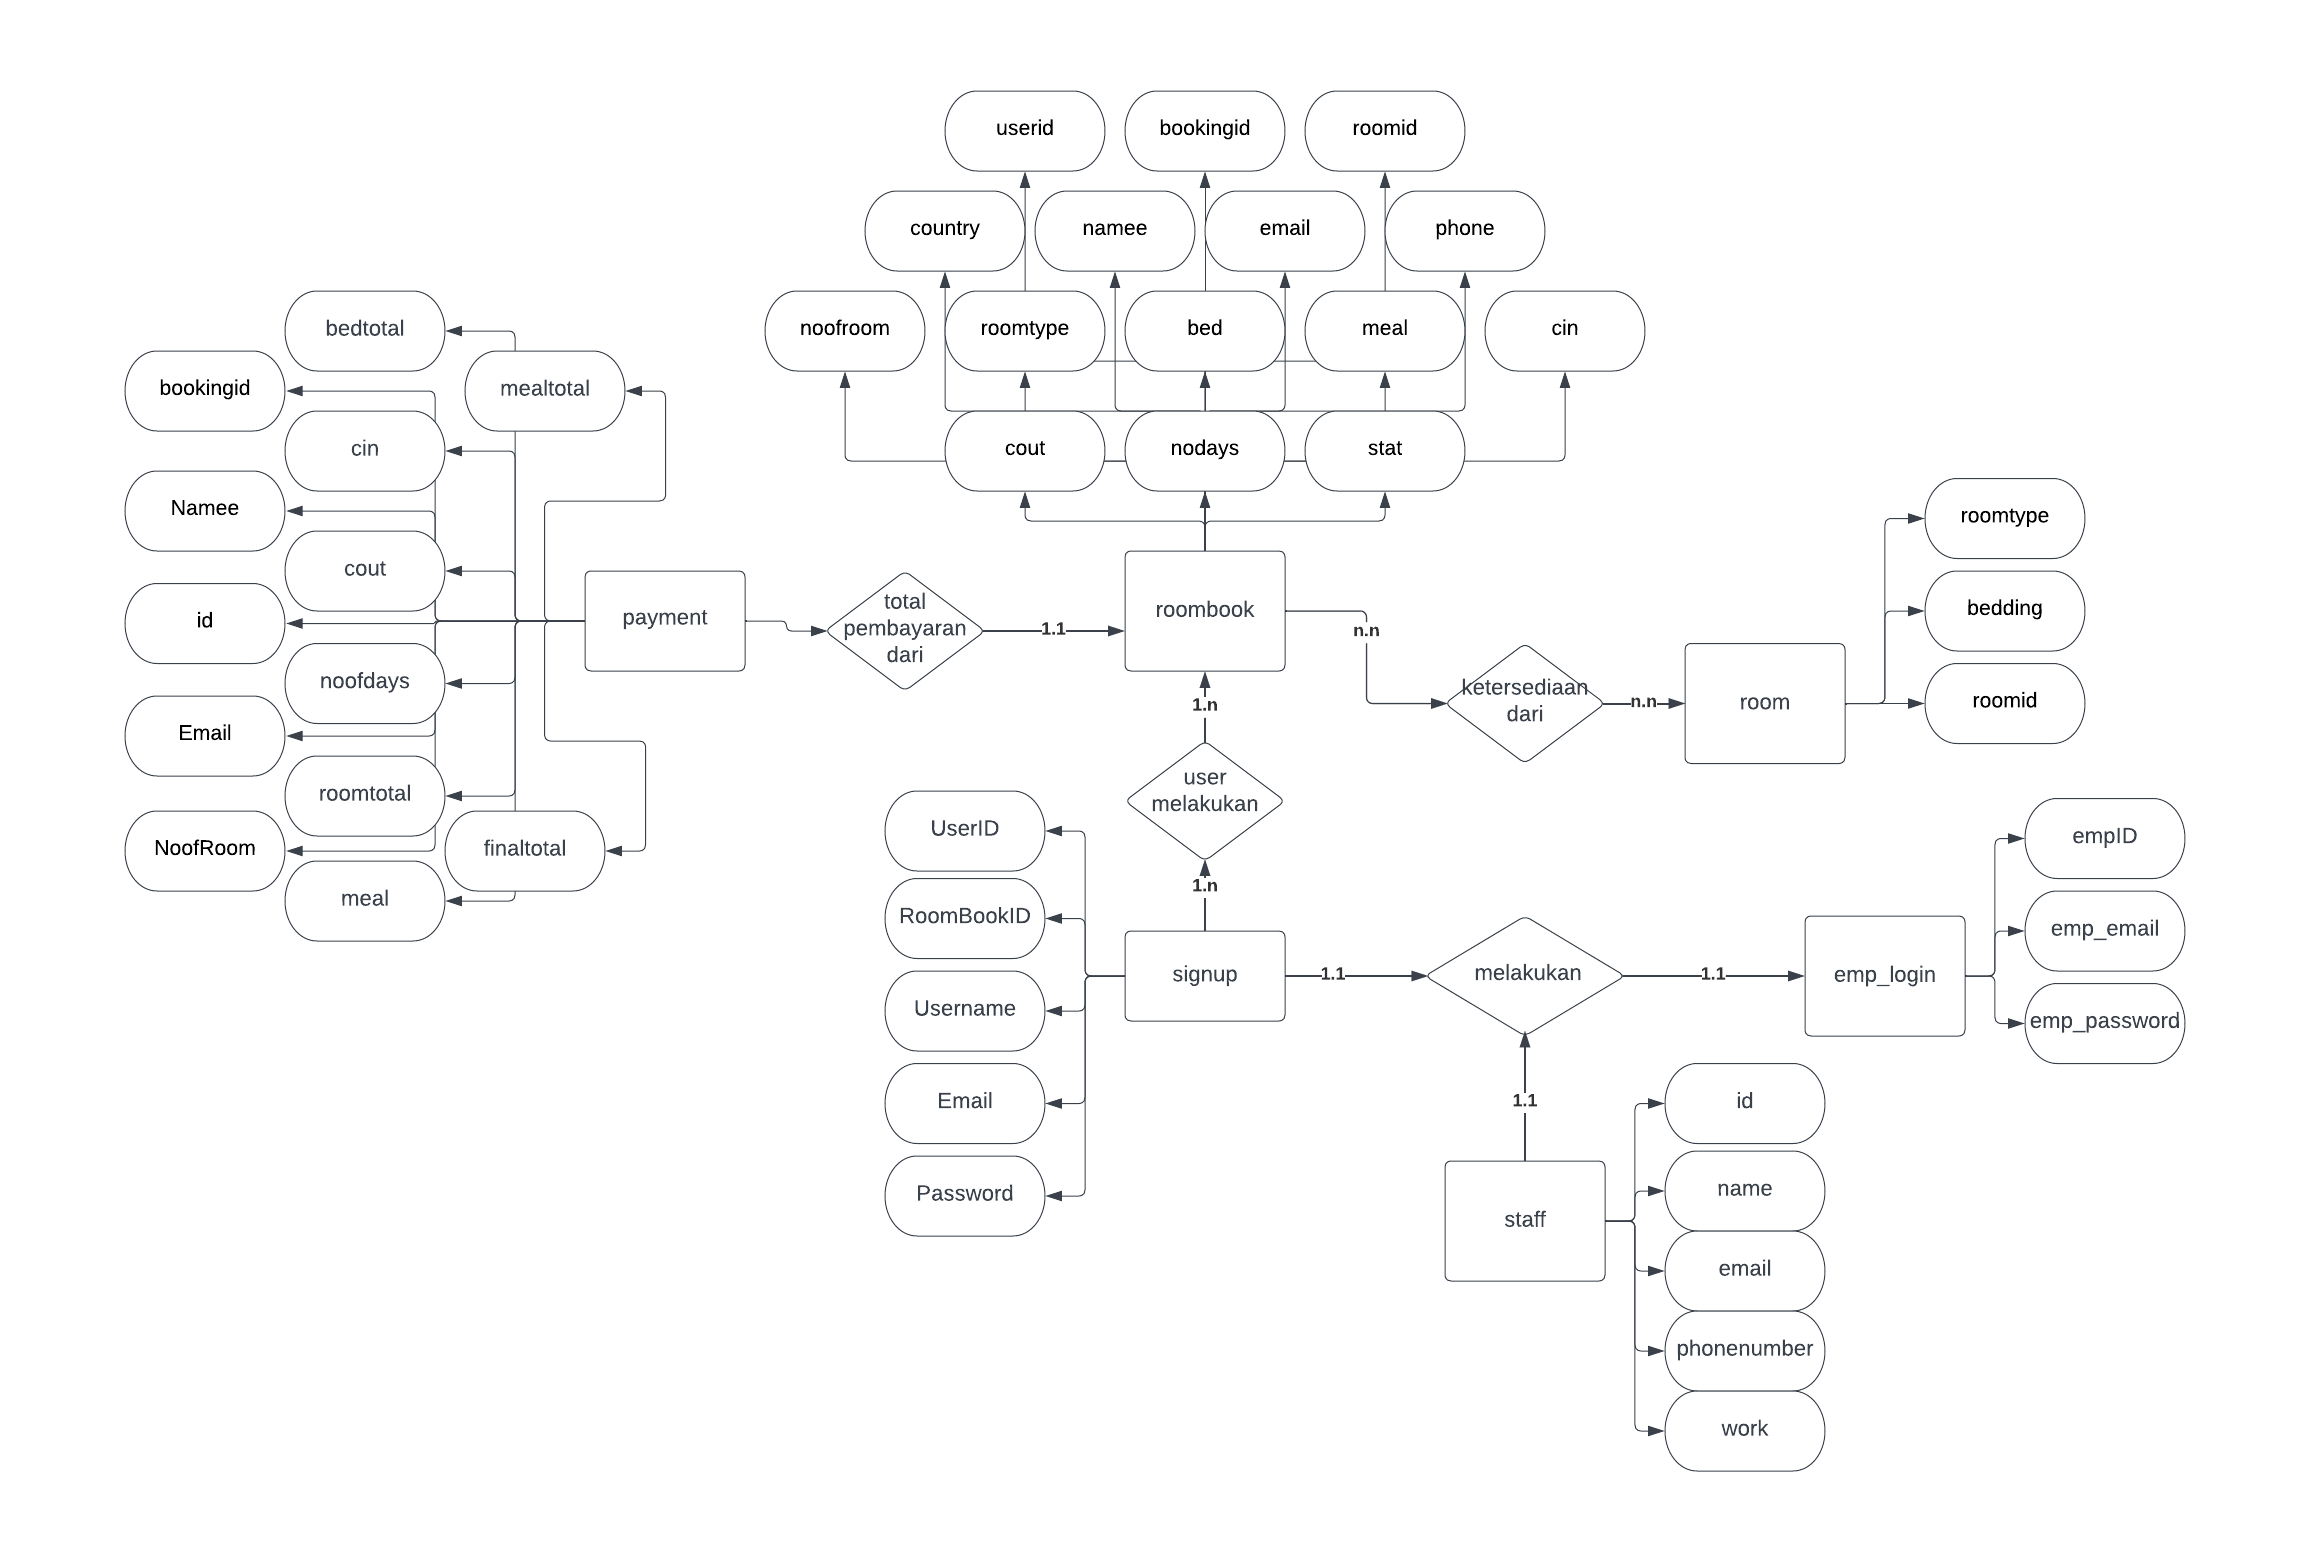 userid
bookingid
roomid
country
namee
email
phone
noofroom
roomtype
bed
meal
cin
cout
nodays
stat
bedtotal
bookingid
mealtotal
cin
Namee
cout
id
noofdays
Email
roomtotal
NoofRoom
finaltotal
meal
payment
total
pembayaran
dari
1.1
roombook
n.n
ketersediaan
dari
n.n
room
roomtype
bedding
roomid
1.n
user
melakukan
1.n
UserID
RoomBookID
Username
Email
Password
signup
1.1
melakukan
1.1
emp_login
empID
emp_email
emp_password
1.1
staff
id
name
email
phonenumber
work